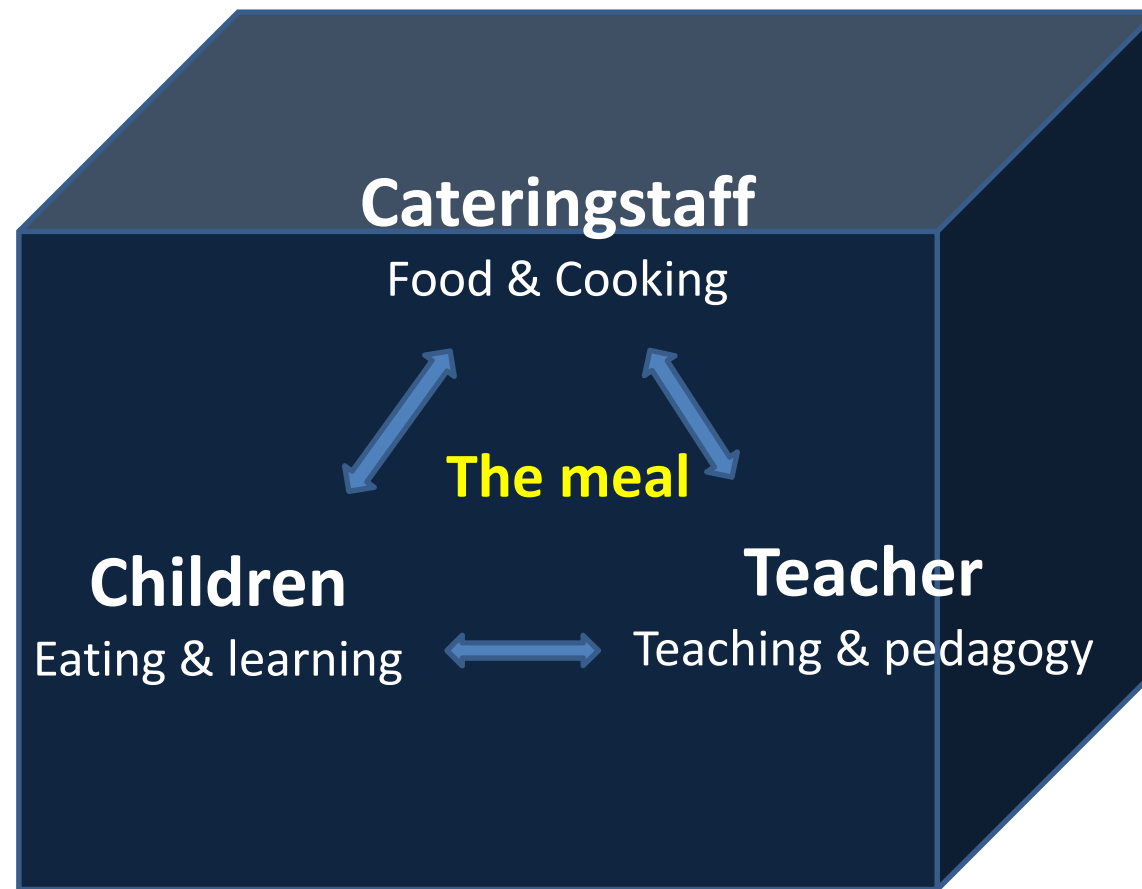 Cateringstaff
Food & Cooking
The meal
Children
Eating & learning
Teacher
Teaching & pedagogy